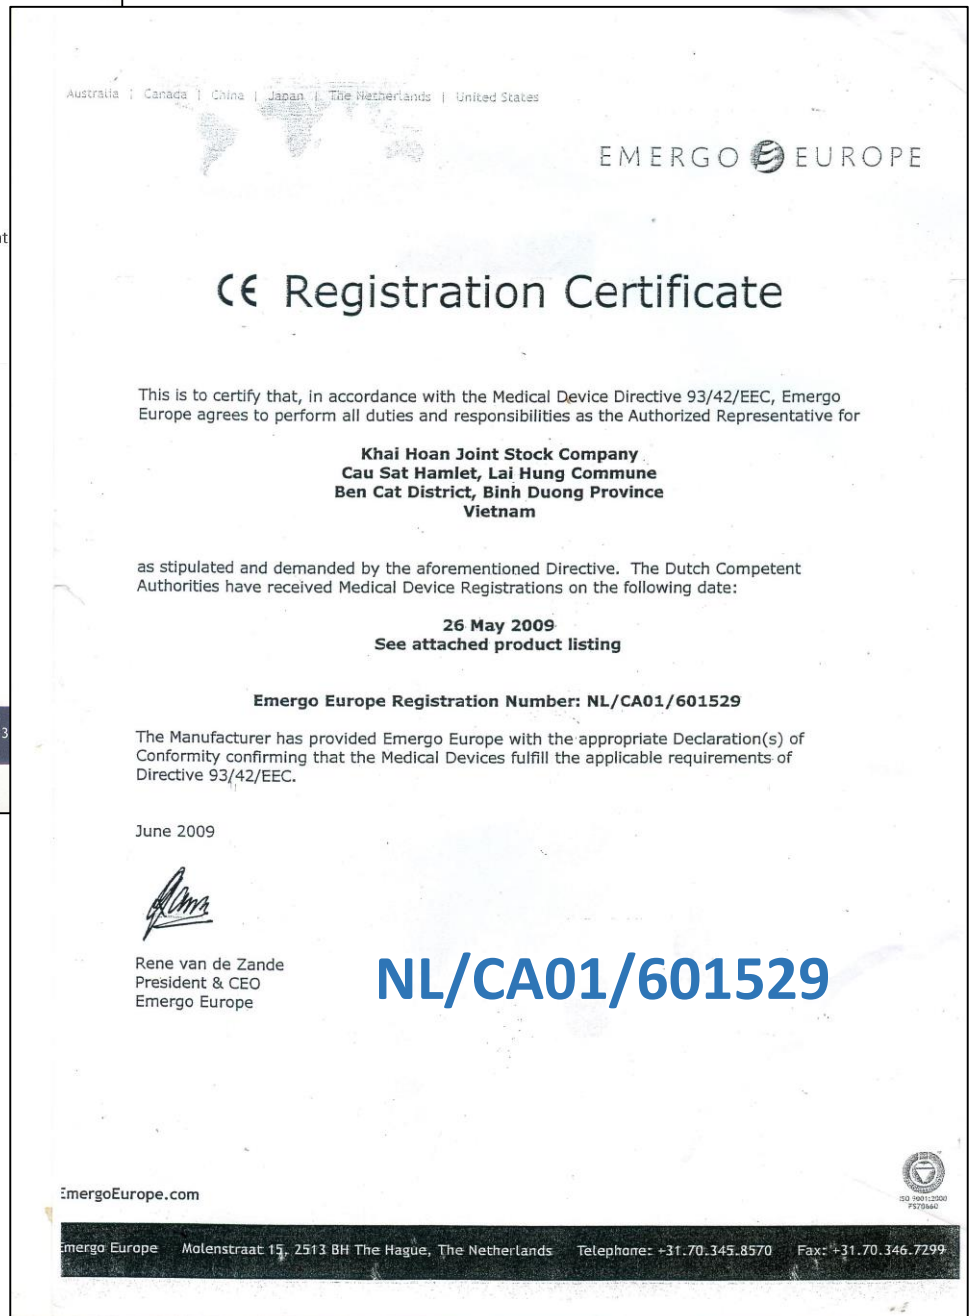 Australia | Canada | China | Japan | The Netherlands | United States
EMERGO EUROPE
nt
CE Registration Certificate
This is to certify that, in accordance with the Medical Device Directive 93/42/EEC, Emergo
Europe agrees to perform all duties and responsibilities as the Authorized Representative for
Khai Hoan Joint Stock Company
Cau Sat Hamlet, Lai Hung Commune
Ben Cat District, Binh Duong Province
Vietnam
as stipulated and demanded by the aforementioned Directive. The Dutch Competent
Authorities have received Medical Device Registrations on the following date:
26 May 2009
See attached product listing
Emergo Europe Registration Number: NL/CA01/601529
3
The Manufacturer has provided Emergo Europe with the appropriate Declaration(s) of
Conformity confirming that the Medical Devices fulfill the applicable requirements of
Directive 93/42/EEC.
June 2009
Rene van de Zande
President & CEO
Emergo Europe
NL/CA01/601529
EmergoEurope.com
ISO 9001:2000
FS70660
Emergo Europe Molenstraat 15, 2513 BH The Hague, The Netherlands Telephone: +31.70.345.8570 Fax: +31.70.346.7299